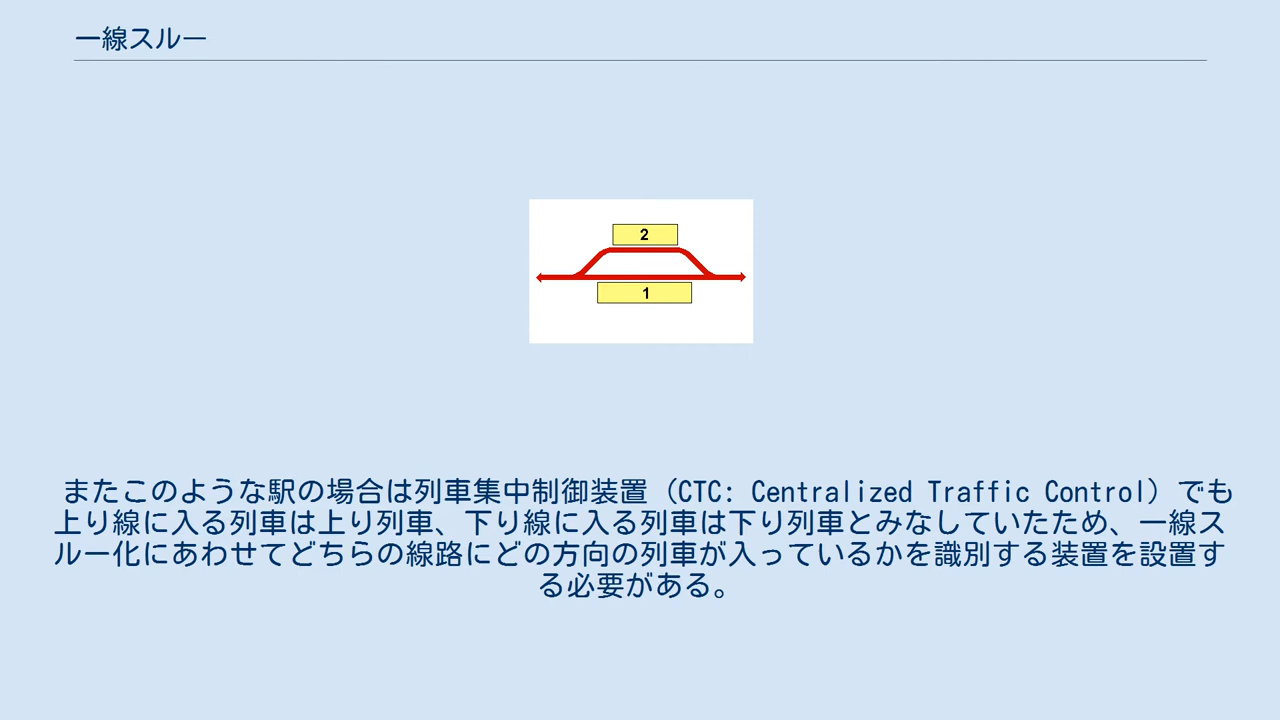 一線スルー
2
1
またこのような駅の場合は列車集中制御装置（CTC: Centralized Traffic Control）でも
上り線に入る列車は上り列車、下り線に入る列車は下り列車とみなしていたため、一線ス
ルー化にあわせてどちらの線路にどの方向の列車が入っているかを識別する装置を設置す
る必要がある。